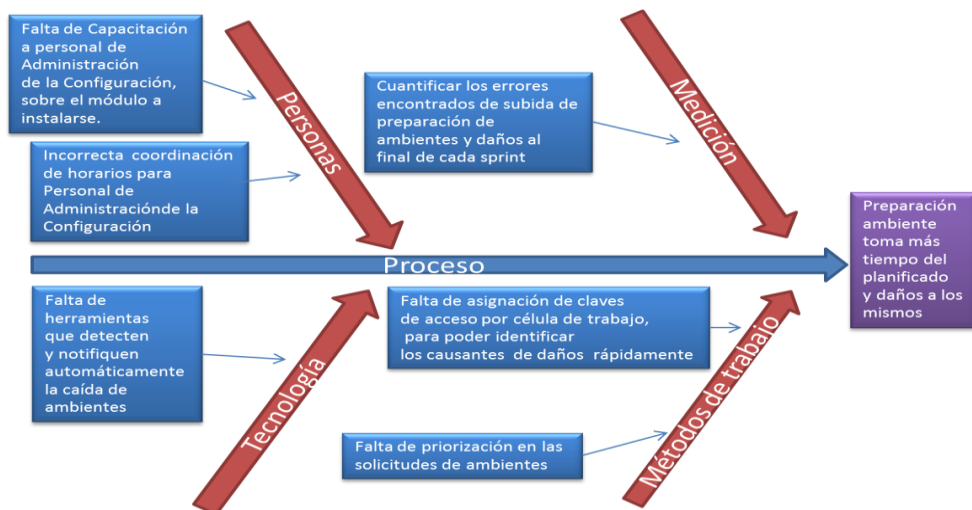 Falta de Capacitación
a personal de
Administración
de la Configuración,
sobre el módulo a
instalarse.
Personas
Incorrecta coordinación
de horarios para
Personal de
Administraciónde la
Configuración
Cuantificar los errores
encontrados de subida de
preparación de
ambientes y daños al
final de cada sprint
Medición
Proceso
Preparación
ambiente
toma más
tiempo del
planificado
y daños a los
mismos
Falta de
herramientas
que detecten
y notifiquen
automáticamente
la caída de
ambientes
Tecnología
Falta de asignación de claves
de acceso por célula de trabajo,
para poder identificar
los causantes de daños rápidamente
Falta de priorización en las
solicitudes de ambientes
Métodos de trabajo